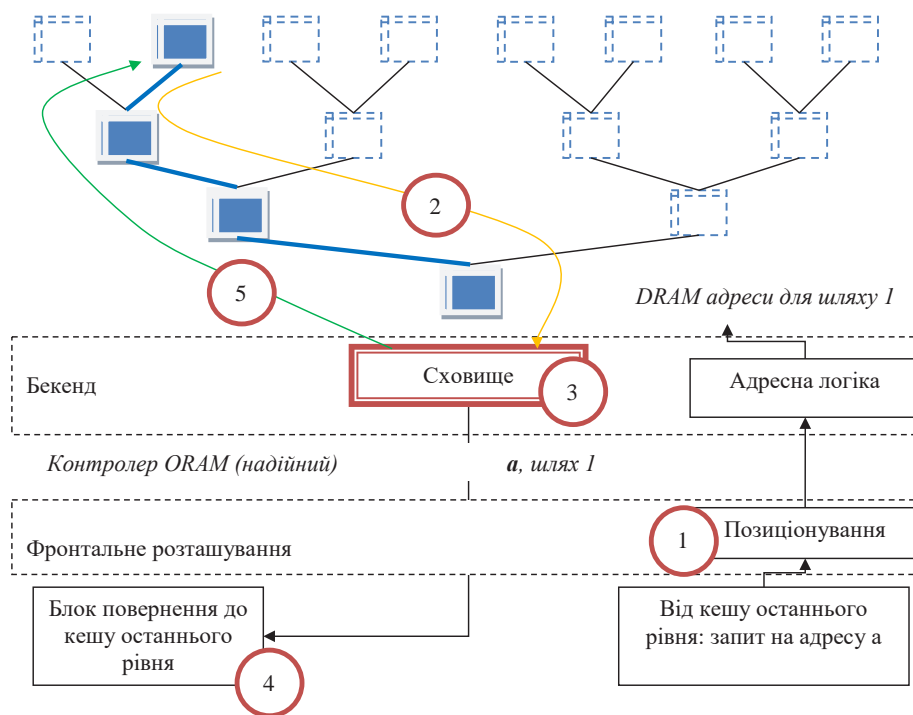 2
5
DRAM адреси для шляху 1
Сховище
3
Адресна логіка
Бекенд
Контролер ORAM (надійний)
а, шлях 1
1
Позиціонування
Фронтальне розташування
Блок повернення до
кешу останнього
рівня
4
Від кешу останнього
рівня: запит на адресу а